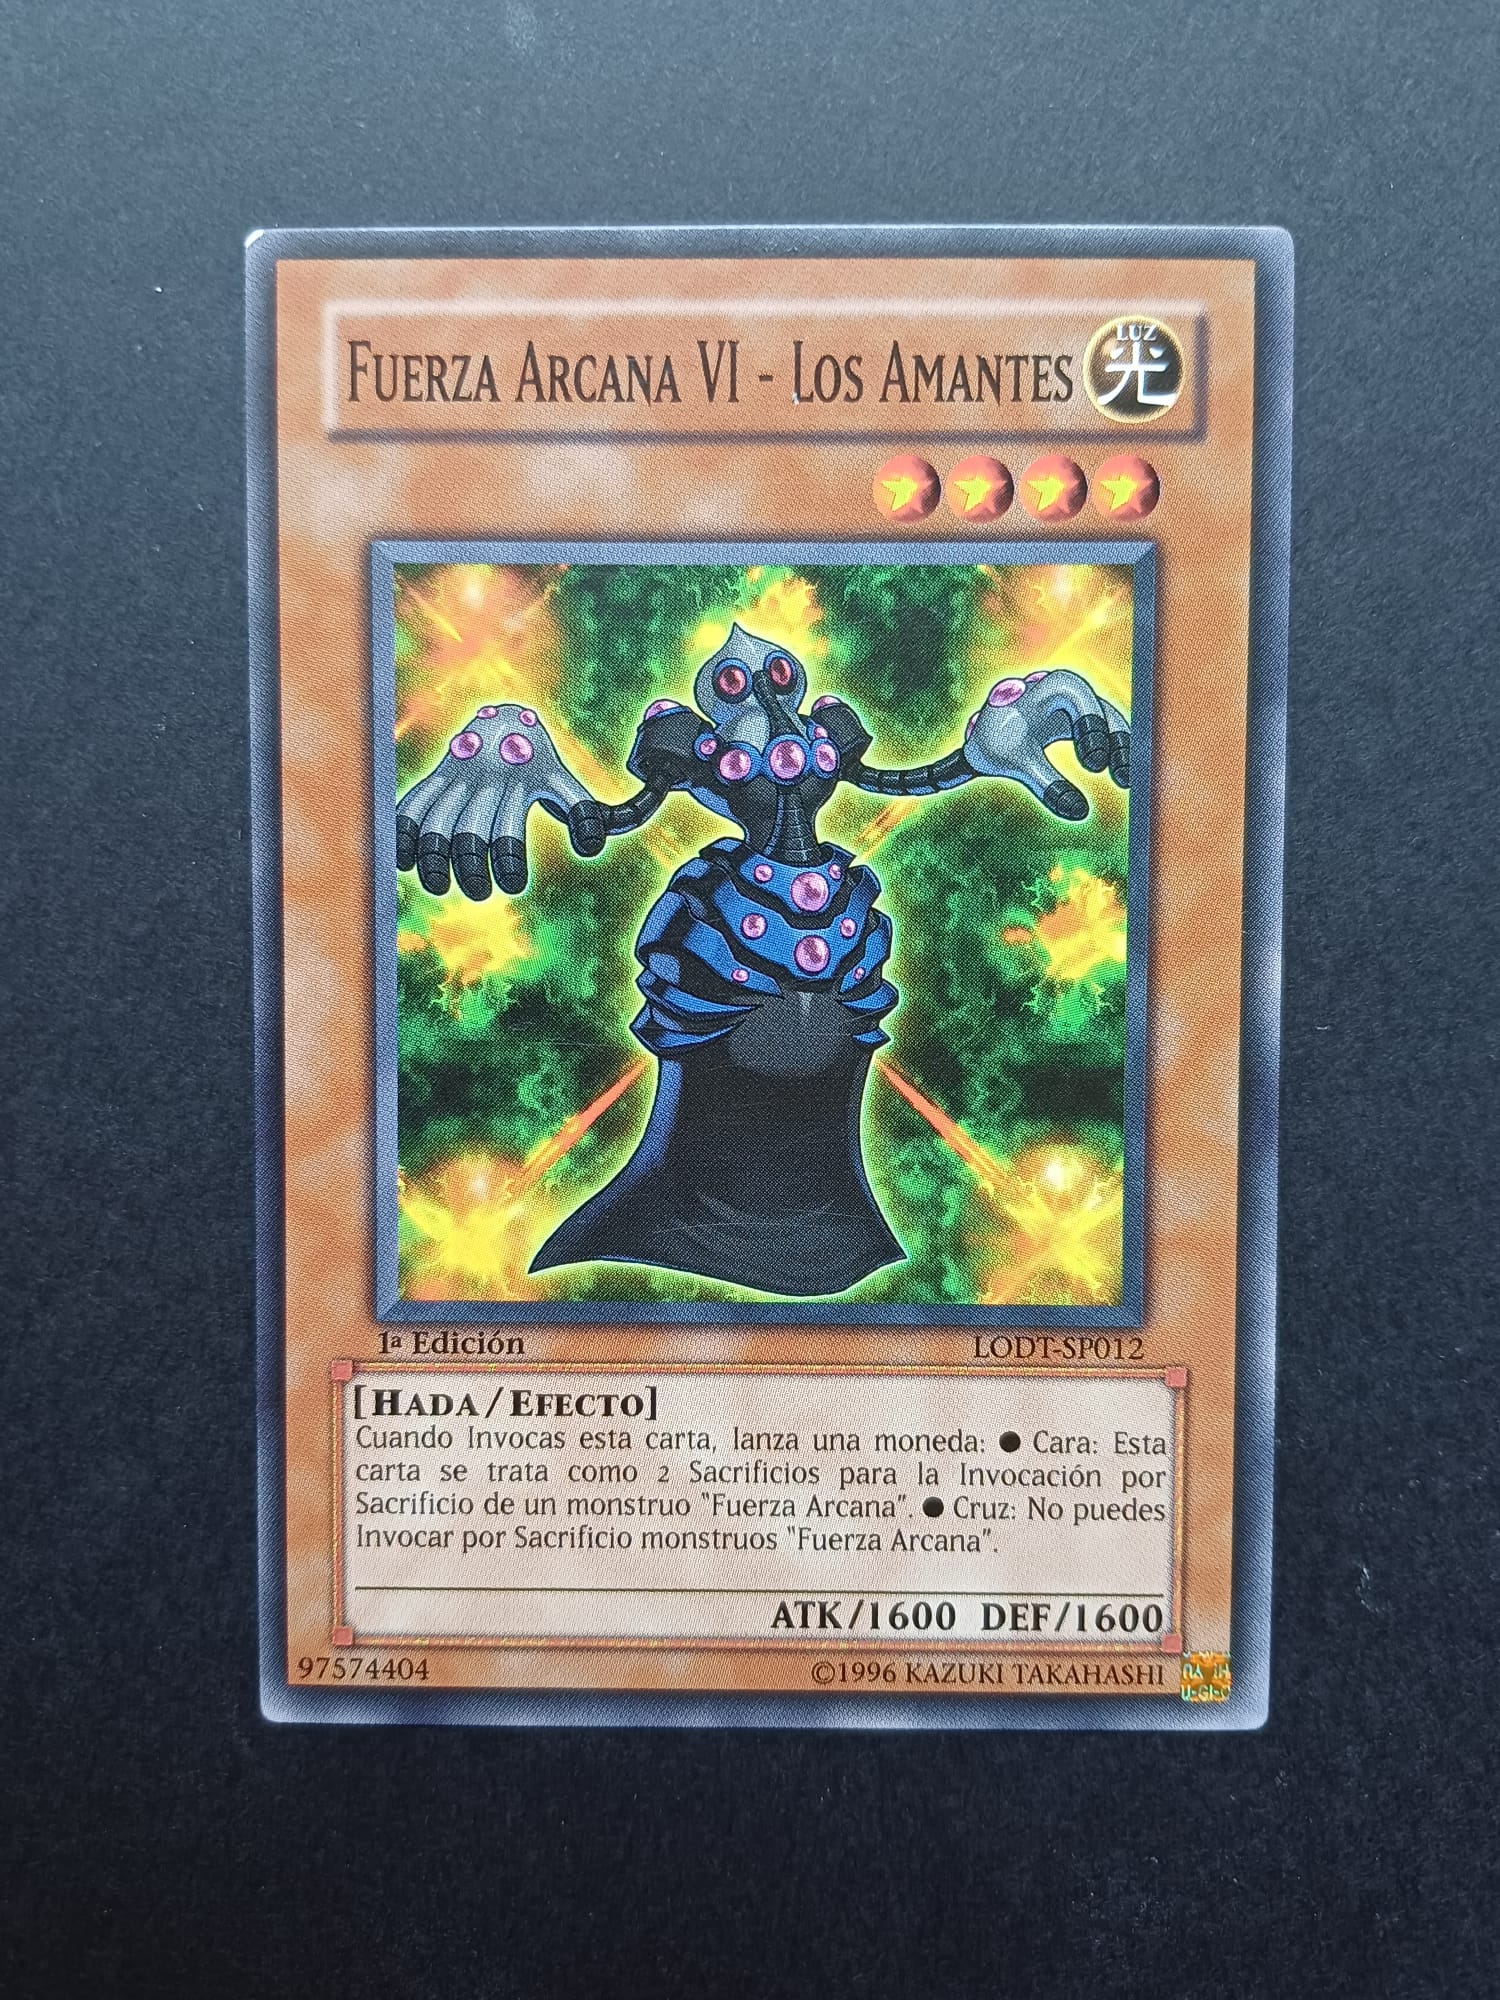 FUERZA ARCANA VI - LOS AMANTES
LUZ
光
1ª Edición
LODT-SP012
[HADA/EFECTO]
Cuando Invocas esta carta, lanza una moneda: ● Cara: Esta
carta se trata como 2 Sacrificios para la Invocación por
Sacrificio de un monstruo "Fuerza Arcana". ● Cruz: No puedes
Invocar por Sacrificio monstruos "Fuerza Arcana".
ATK/1600 DEF/1600
97574404
©1996 KAZUKI TAKAHASHI